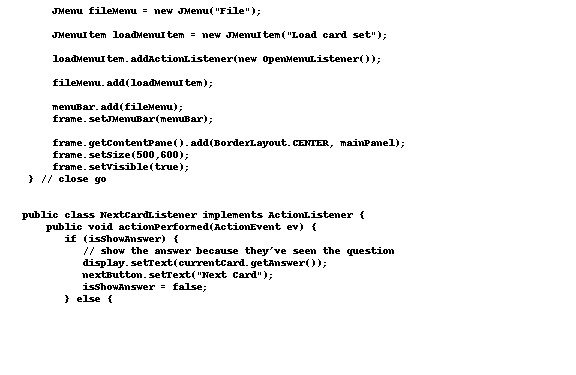 JMenu fileMenu = new JMenu("File");
JMenuItem loadMenuItem = new JMenuItem("Load card set");
loadMenuItem.addActionListener(new OpenMenuListener());
fileMenu.add(loadMenuItem);
menuBar.add(fileMenu);
frame.setJMenuBar(menuBar);
frame.getContentPane().add(BorderLayout.CENTER, mainPanel);
frame.setSize(500,600);
frame.setVisible(true);
} // close go
public class NextCardListener implements ActionListener {
public void actionPerformed(ActionEvent ev) {
if (isShowAnswer) {
// show the answer because they've seen the question
display.setText(currentCard.getAnswer());
nextButton.setText("Next Card");
isShowAnswer = false;
} else {